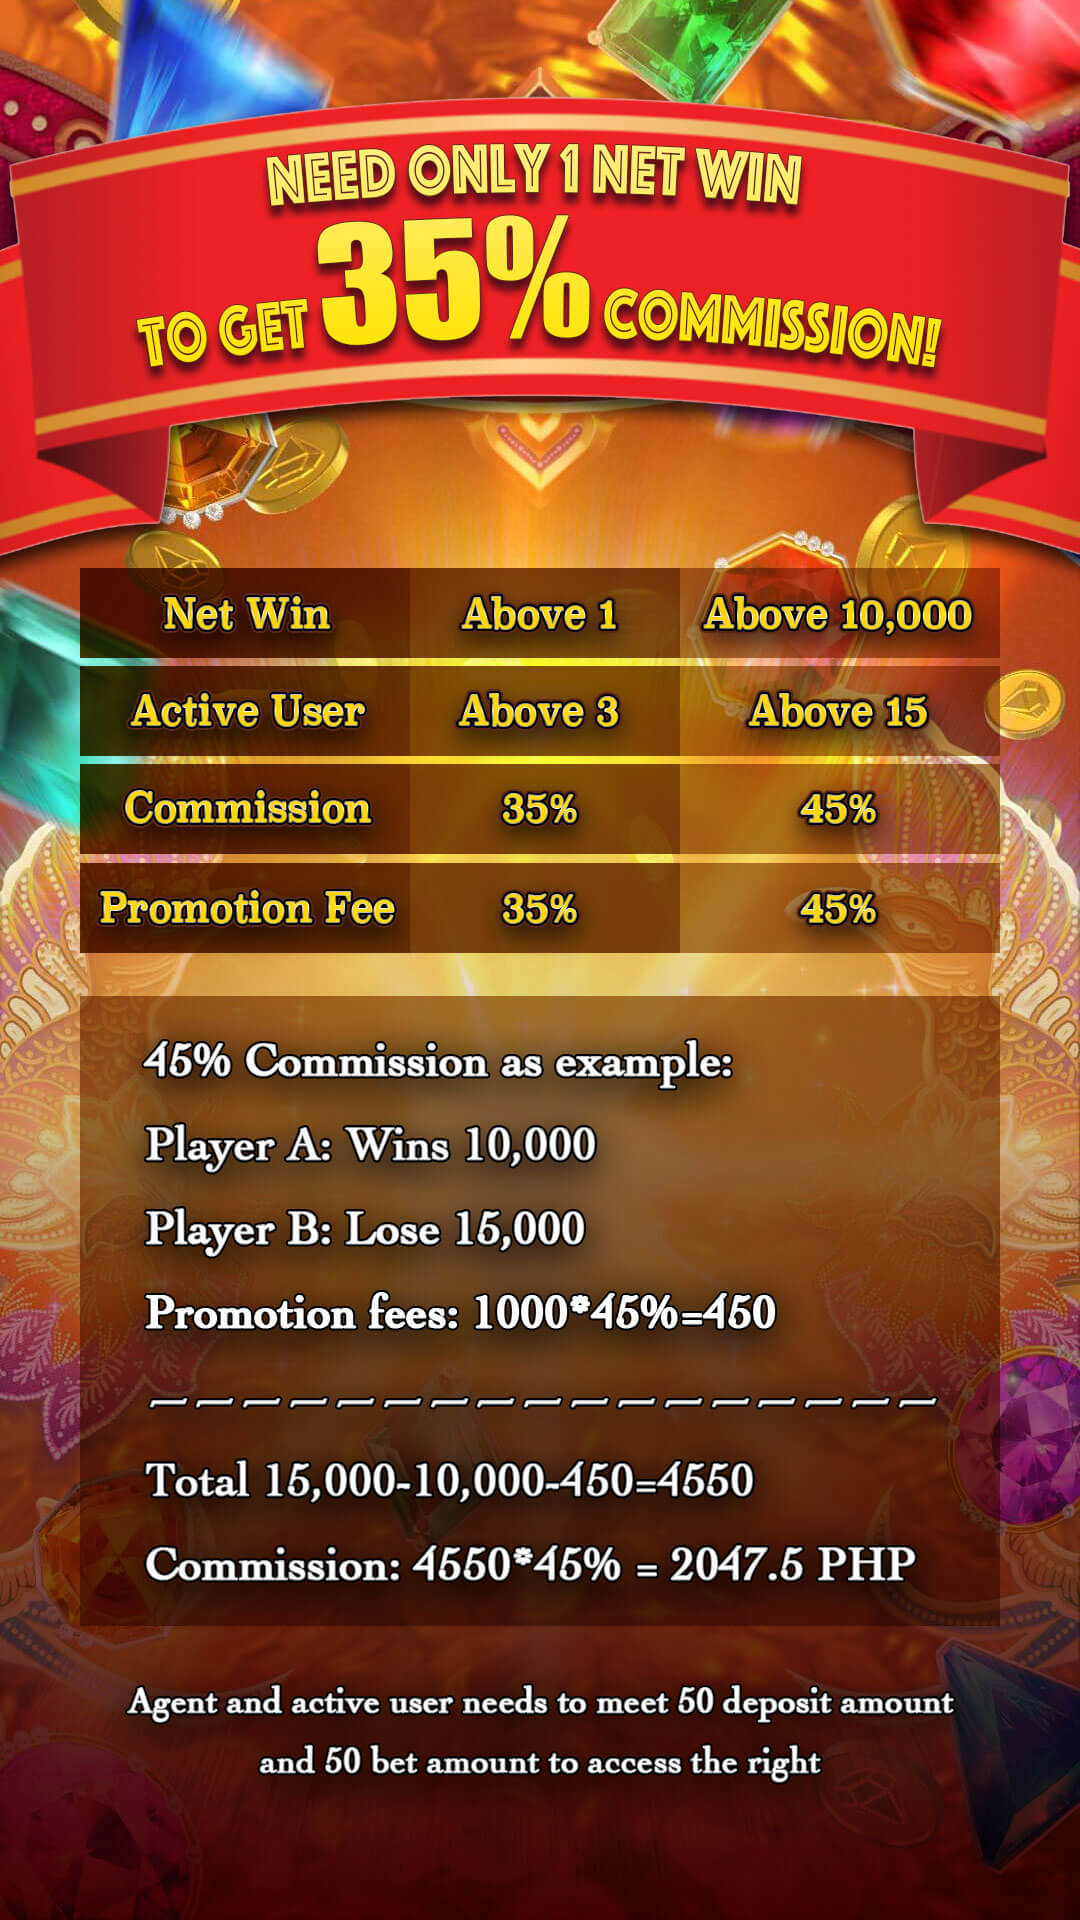 NEED ONLY 1 NET WIN
TO GET 35% COMMISSION!
Net Win Above 1 Above 10,000
Active User Above 3 Above 15
Commission 35% 45%
Promotion Fee 35% 45%
45% Commission as example:
Player A: Wins 10,000
Player B: Lose 15,000
Promotion fees: 1000*45%=450
— — — — — — — — — — — — — — — — —
Total 15,000-10,000-450=4550
Commission: 4550*45% = 2047.5 PHP
Agent and active user needs to meet 50 deposit amount
and 50 bet amount to access the right